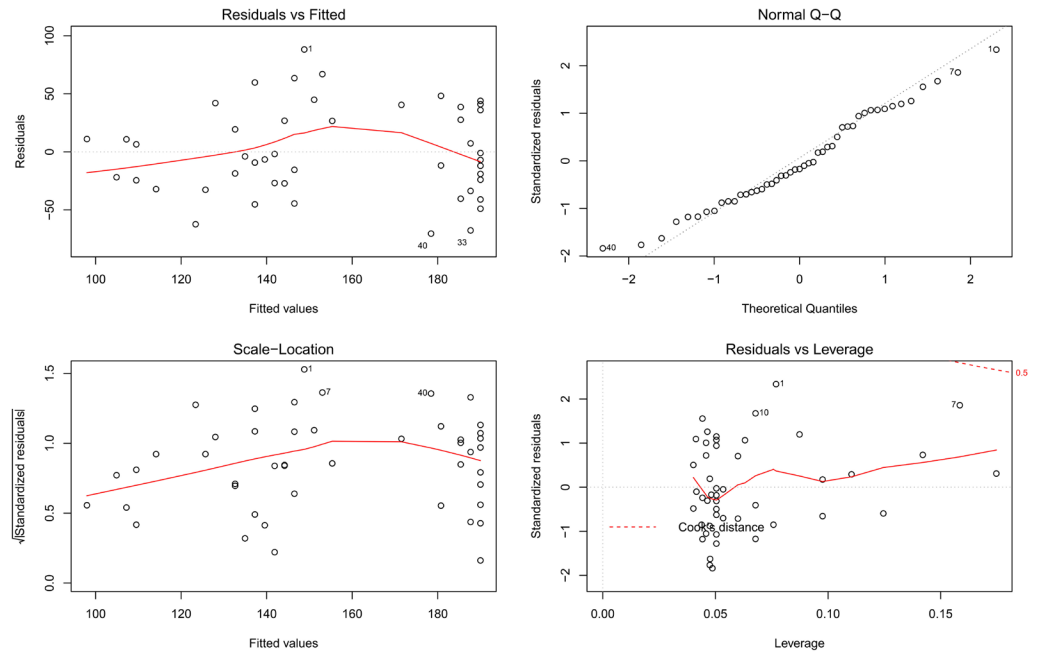 Residuals vs Fitted
100
50
0
−50
Residuals
1
40
33
100 120 140 160 180
Fitted values
Normal Q−Q
2
1
0
−1
−2
Standardized residuals
1
7
40
−2 −1 0 1 2
Theoretical Quantiles
Scale−Location
1.5
1.0
0.5
0.0
√|Standardized residuals|
1
7
40
100 120 140 160 180
Fitted values
Residuals vs Leverage
2
1
0
−1
−2
Standardized residuals
0.5
1
7
10
Cook's distance
0.00 0.05 0.10 0.15
Leverage